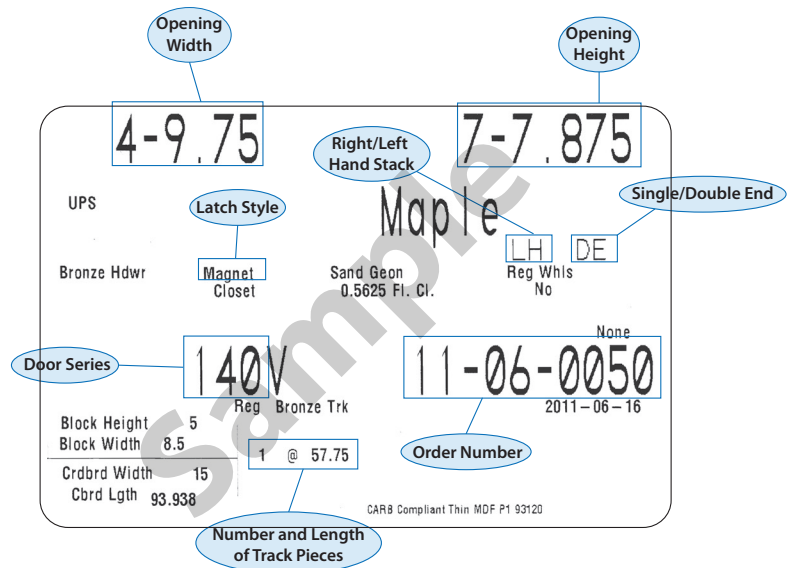 Opening
Width
Opening
Height
4-9.75
7-7.875
Right/Left
Hand Stack
UPS
Latch Style
Maple
Single/Double End
LH DE
Bronze Hdwr
Magnet
Closet
Sand Geon
0.5625 Fl. Cl.
Reg Whls
No
None
Door Series
140V
11-06-0050
Reg Bronze Trk
2011-06-16
Block Height 5
Block Width 8.5
1 @ 57.75
Order Number
Crdbrd Width 15
Cbrd Lgth 93.938
CARB Compliant Thin MDF P1 93120
Number and Length
of Track Pieces
Sample